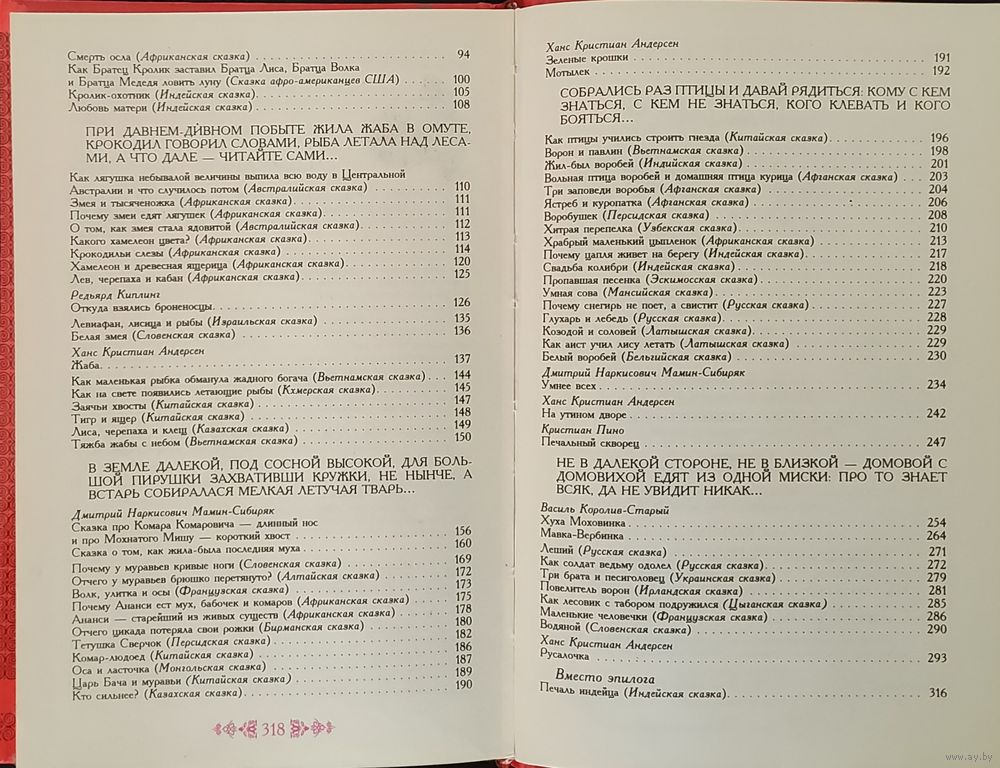 Смерть осла (Африканская сказка) . . . . . . . . . . . . . . . . . . 94
Как Братец Кролик заставил Братца Лиса, Братца Волка
и Братца Медедя ловить луну (Сказка афро-американцев США) . . . . . . 100
Кролик-охотник (Индейская сказка) . . . . . . . . . . . . . . . . . . 105
Любовь матери (Индейская сказка) . . . . . . . . . . . . . . . . . . 108
ПРИ ДАВНЕМ-ДИВНОМ ПОБЫТЕ ЖИЛА ЖАБА В ОМУТЕ,
КРОКОДИЛ ГОВОРИЛ СЛОВАМИ, РЫБА ЛЕТАЛА НАД ЛЕСА-
МИ, А ЧТО ДАЛЕ — ЧИТАЙТЕ САМИ...
Как лягушка небывалой величины выпила всю воду в Центральной
Австралии и что случилось потом (Австралийская сказка) . . . . . . . . 110
Змея и тысяченожка (Африканская сказка). . . . . . . . . . . . . . . 111
Почему змеи едят лягушек (Африканская сказка). . . . . . . . . . . . 111
О том, как змея стала ядовитой (Австралийская сказка). . . . . . . . . 112
Какого хамелеон цвета? (Африканская сказка). . . . . . . . . . . . . 113
Крокодильи слезы (Африканская сказка) . . . . . . . . . . . . . . . . 114
Хамелеон и древесная ящерица (Африканская сказка). . . . . . . . . . 120
Лев, черепаха и кабан (Африканская сказка) . . . . . . . . . . . . . . 125
Редьярд Киплинг
Откуда взялись броненосцы. . . . . . . . . . . . . . . . . . . . . . 126
Левиафан, лисица и рыбы (Израильская сказка) . . . . . . . . . . . . 135
Белая змея (Словенская сказка) . . . . . . . . . . . . . . . . . . . 136
Ханс Кристиан Андерсен
Жаба. . . . . . . . . . . . . . . . . . . . . . . . . . . . . . . . 137
Как маленькая рыбка обманула жадного богача (Вьетнамская сказка). . . 144
Как на свете появились летающие рыбы (Кхмерская сказка). . . . . . . 145
Заячьи хвосты (Китайская сказка) . . . . . . . . . . . . . . . . . . 147
Тигр и ящер (Китайская сказка) . . . . . . . . . . . . . . . . . . . 148
Лиса, черепаха и клещ (Казахская сказка) . . . . . . . . . . . . . . . 149
Тяжба жабы с небом (Вьетнамская сказка) . . . . . . . . . . . . . . . 150
В ЗЕМЛЕ ДАЛЕКОЙ, ПОД СОСНОЙ ВЫСОКОЙ, ДЛЯ БОЛЬ-
ШОЙ ПИРУШКИ ЗАХВАТИВШИ КРУЖКИ, НЕ НЫНЧЕ, А
ВСТАРЬ СОБИРАЛАСЯ МЕЛКАЯ ЛЕТУЧАЯ ТВАРЬ...
Дмитрий Наркисович Мамин-Сибиряк
Сказка про Комара Комаровича — длинный нос
и про Мохнатого Мишу — короткий хвост . . . . . . . . . . . . . . . . 156
Сказка о том, как жила-была последняя муха . . . . . . . . . . . . . . 160
Почему у муравьев кривые ноги (Словенская сказка) . . . . . . . . . . 169
Отчего у муравьев брюшко перетянуто? (Алтайская сказка) . . . . . . . 172
Волк, улитка и осы (Французская сказка) . . . . . . . . . . . . . . . 173
Почему Ананси ест мух, бабочек и комаров (Африканская сказка) . . . . 175
Ананси — старейший из живых существ (Африканская сказка) . . . . . . 178
Отчего цикада потеряла свои рожки (Бирманская сказка) . . . . . . . . 180
Тетушка Сверчок (Персидская сказка) . . . . . . . . . . . . . . . . . 182
Комар-людоед (Китайская сказка) . . . . . . . . . . . . . . . . . . . 186
Оса и ласточка (Монгольская сказка) . . . . . . . . . . . . . . . . . 187
Царь Бача и муравьи (Китайская сказка) . . . . . . . . . . . . . . . . 189
Кто сильнее? (Казахская сказка). . . . . . . . . . . . . . . . . . . . 190
318
Ханс Кристиан Андерсен
Зеленые крошки . . . . . . . . . . . . . . . . . . . . . . . . . . . 191
Мотылек . . . . . . . . . . . . . . . . . . . . . . . . . . . . . . 192
СОБРАЛИСЬ РАЗ ПТИЦЫ И ДАВАЙ РЯДИТЬСЯ: КОМУ С КЕМ
ЗНАТЬСЯ, С КЕМ НЕ ЗНАТЬСЯ, КОГО КЛЕВАТЬ И КОГО
БОЯТЬСЯ...
Как птицы учились строить гнезда (Китайская сказка) . . . . . . . . . 196
Ворон и павлин (Вьетнамская сказка) . . . . . . . . . . . . . . . . . 198
Жил-был воробей (Индийская сказка) . . . . . . . . . . . . . . . . . 201
Вольная птица воробей и домашняя птица курица (Афганская сказка) . . 203
Три заповеди воробья (Афганская сказка) . . . . . . . . . . . . . . . 204
Ястреб и куропатка (Афганская сказка) . . . . . . . . . . . . . . . . 206
Воробушек (Персидская сказка) . . . . . . . . . . . . . . . . . . . . 208
Хитрая перепелка (Узбекская сказка). . . . . . . . . . . . . . . . . . 210
Храбрый маленький цыпленок (Африканская сказка) . . . . . . . . . . . 213
Почему цапля живет на берегу (Индейская сказка) . . . . . . . . . . . 217
Свадьба колибри (Индейская сказка) . . . . . . . . . . . . . . . . . . 218
Пропавшая песенка (Эскимосская сказка) . . . . . . . . . . . . . . . . 220
Умная сова (Мансийская сказка) . . . . . . . . . . . . . . . . . . . . 223
Почему снегирь не поет, а свистит (Русская сказка) . . . . . . . . . . 227
Глухарь и лебедь (Русская сказка). . . . . . . . . . . . . . . . . . . 228
Козодой и соловей (Латышская сказка). . . . . . . . . . . . . . . . . 229
Как аист учил лису летать (Латышская сказка) . . . . . . . . . . . . . 229
Белый воробей (Бельгийская сказка) . . . . . . . . . . . . . . . . . . 230
Дмитрий Наркисович Мамин-Сибиряк
Умнее всех . . . . . . . . . . . . . . . . . . . . . . . . . . . . . 234
Ханс Кристиан Андерсен
На утином дворе . . . . . . . . . . . . . . . . . . . . . . . . . . . 242
Кристиан Пино
Печальный скворец . . . . . . . . . . . . . . . . . . . . . . . . . . 247
НЕ В ДАЛЕКОЙ СТОРОНЕ, НЕ В БЛИЗКОЙ — ДОМОВОЙ С
ДОМОВИХОЙ ЕДЯТ ИЗ ОДНОЙ МИСКИ: ПРО ТО ЗНАЕТ
ВСЯК, ДА НЕ УВИДИТ НИКАК...
Василь Королив-Старый
Хуха Моховинка . . . . . . . . . . . . . . . . . . . . . . . . . . . 254
Мавка-Вербинка . . . . . . . . . . . . . . . . . . . . . . . . . . . 264
Леший (Русская сказка) . . . . . . . . . . . . . . . . . . . . . . . . 271
Как солдат ведьму одолел (Русская сказка) . . . . . . . . . . . . . . . 272
Три брата и песиголовец (Украинская сказка) . . . . . . . . . . . . . . 279
Повелитель ворон (Ирландская сказка) . . . . . . . . . . . . . . . . . 281
Как лесовик с табором подружился (Цыганская сказка) . . . . . . . . . 285
Маленькие человечки (Французская сказка) . . . . . . . . . . . . . . . 286
Водяной (Словенская сказка) . . . . . . . . . . . . . . . . . . . . . 290
Ханс Кристиан Андерсен
Русалочка . . . . . . . . . . . . . . . . . . . . . . . . . . . . . . 293
Вместо эпилога
Печаль индейца (Индейская сказка). . . . . . . . . . . . . . . . . . . 316
www.ay.by